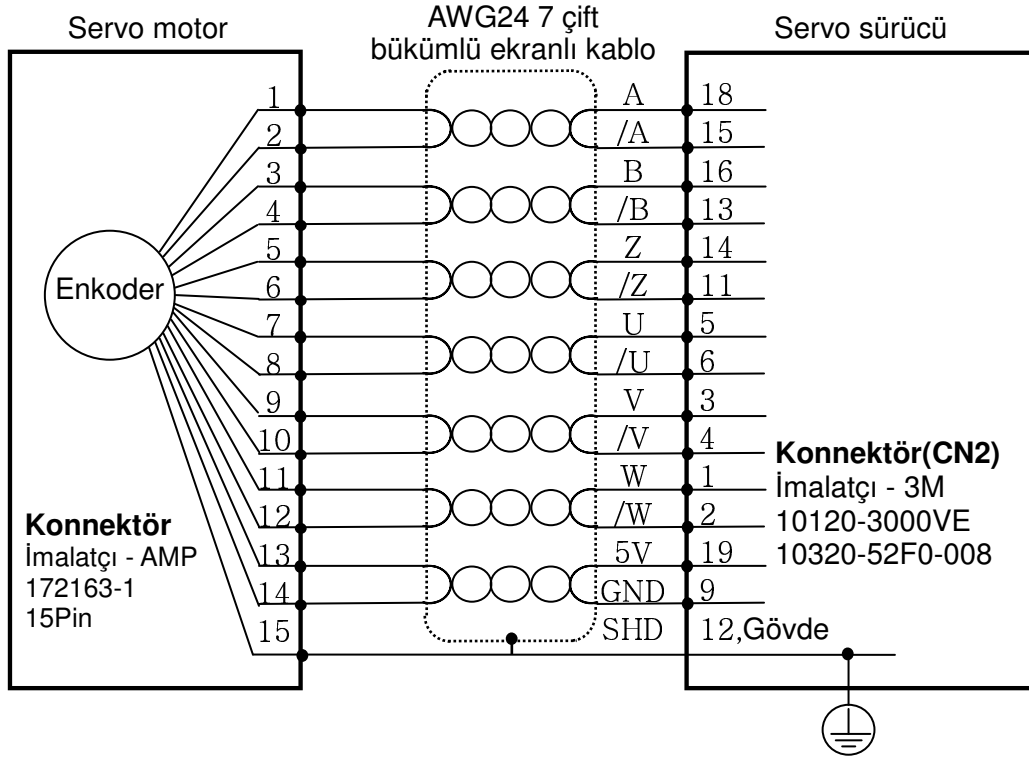 Servo motor
AWG24 7 çift
bükümlü ekranlı kablo
Servo sürücü
1 A 18
2 /A 15
3 B 16
4 /B 13
5 Z 14
Enkoder
6 /Z 11
7 U 5
8 /U 6
9 V 3
10 /V 4
11 W 1
12 /W 2
13 5V 19
14 GND 9
15 SHD 12,Gövde
Konnektör
İmalatçı - AMP
172163-1
15Pin
Konnektör(CN2)
İmalatçı - 3M
10120-3000VE
10320-52F0-008